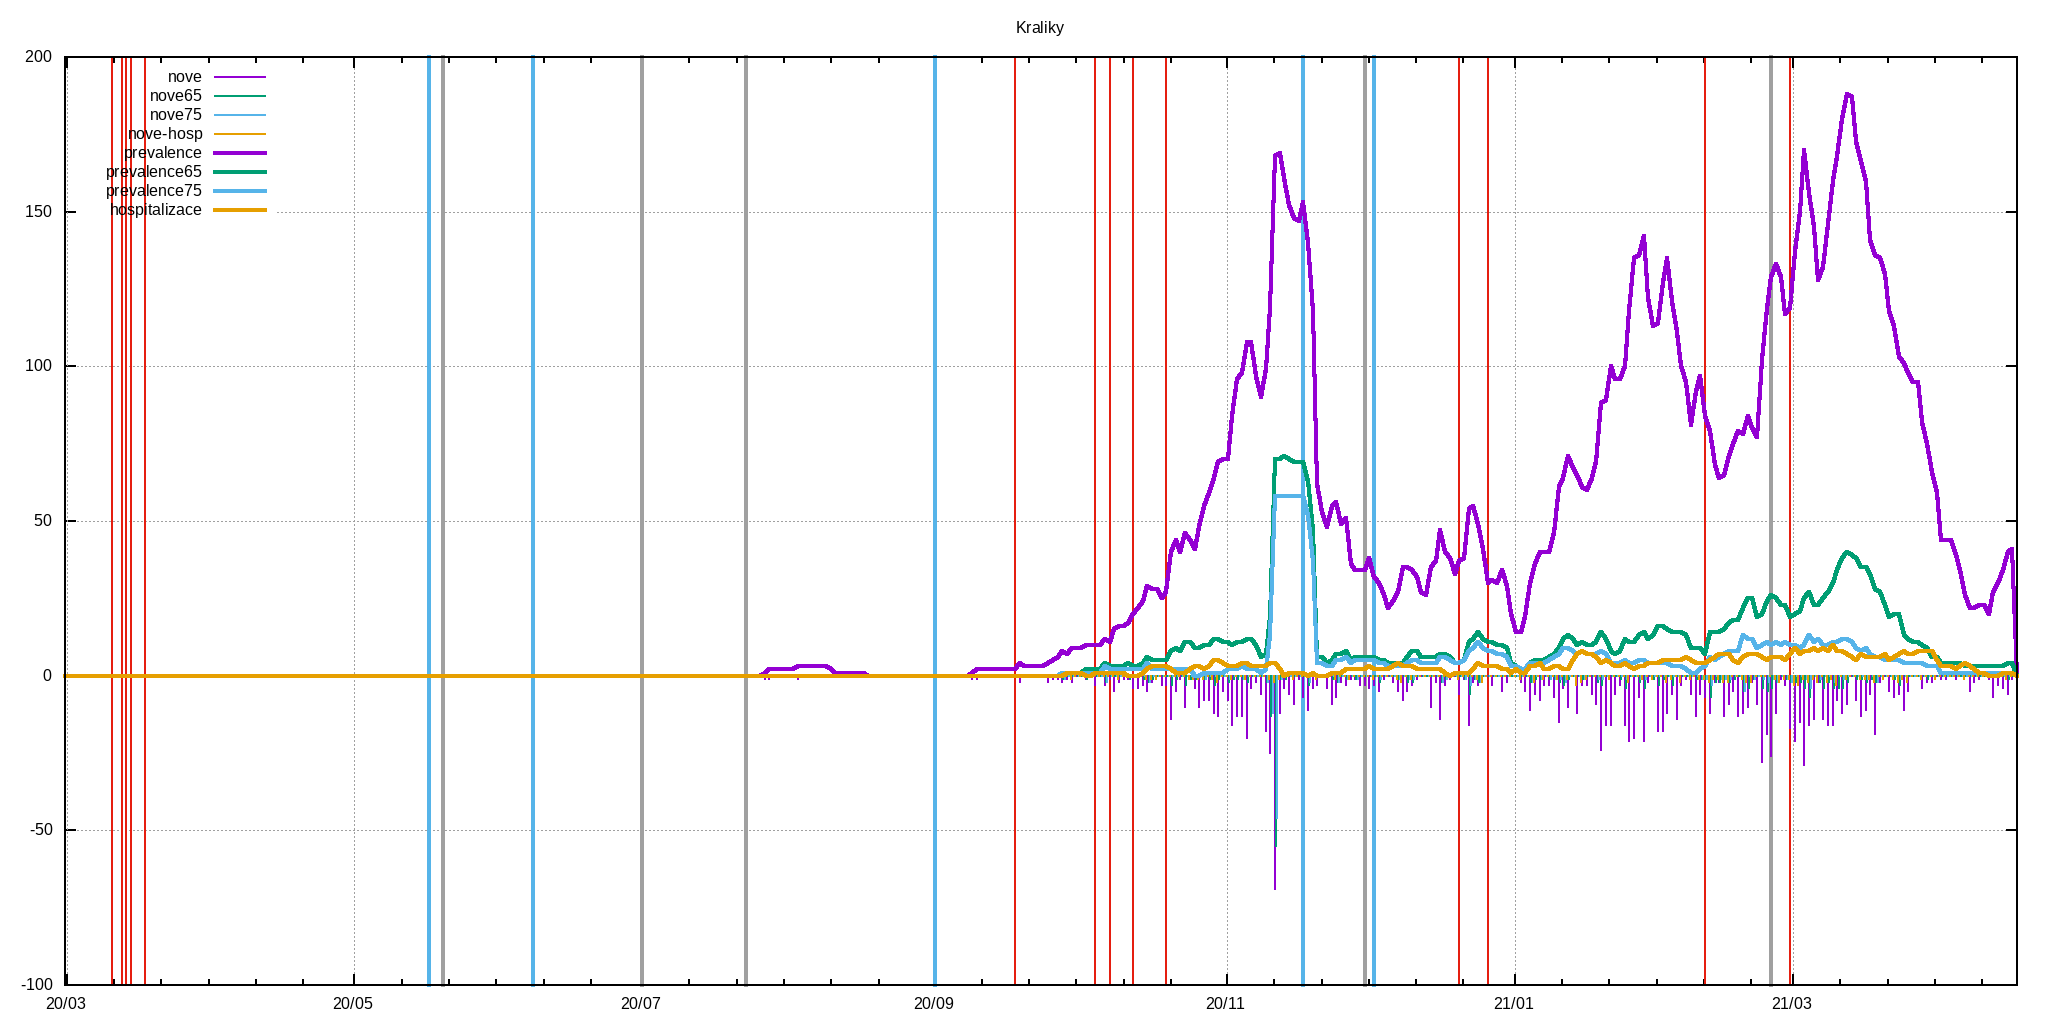 Kraliky
200
150
100
50
0
-50
-100
nove
nove65
nove75
nove-hosp
prevalence
prevalence65
prevalence75
hospitalizace
20/03 20/05 20/07 20/09 20/11 21/01 21/03